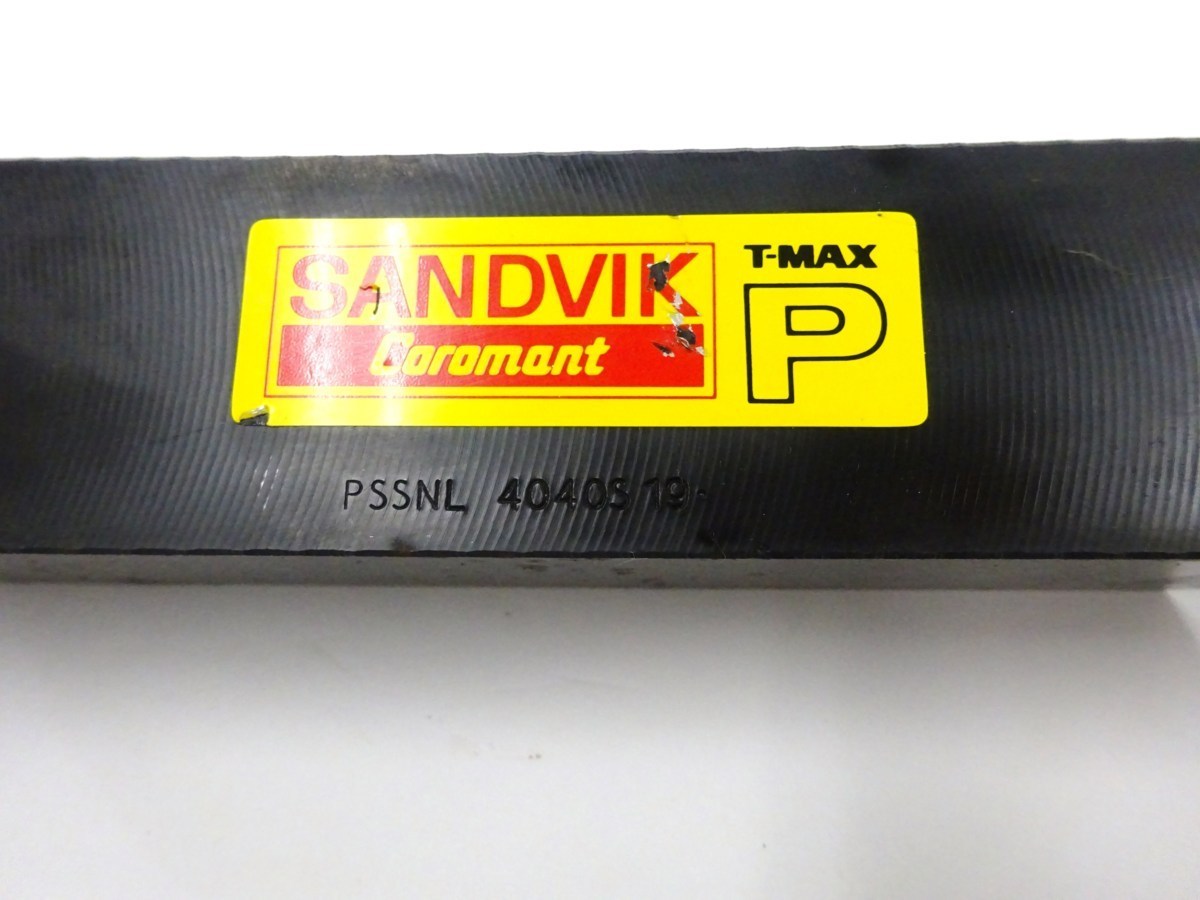 SANDVIK
Coromant
T-MAX
P
PSSNL 4040S 19